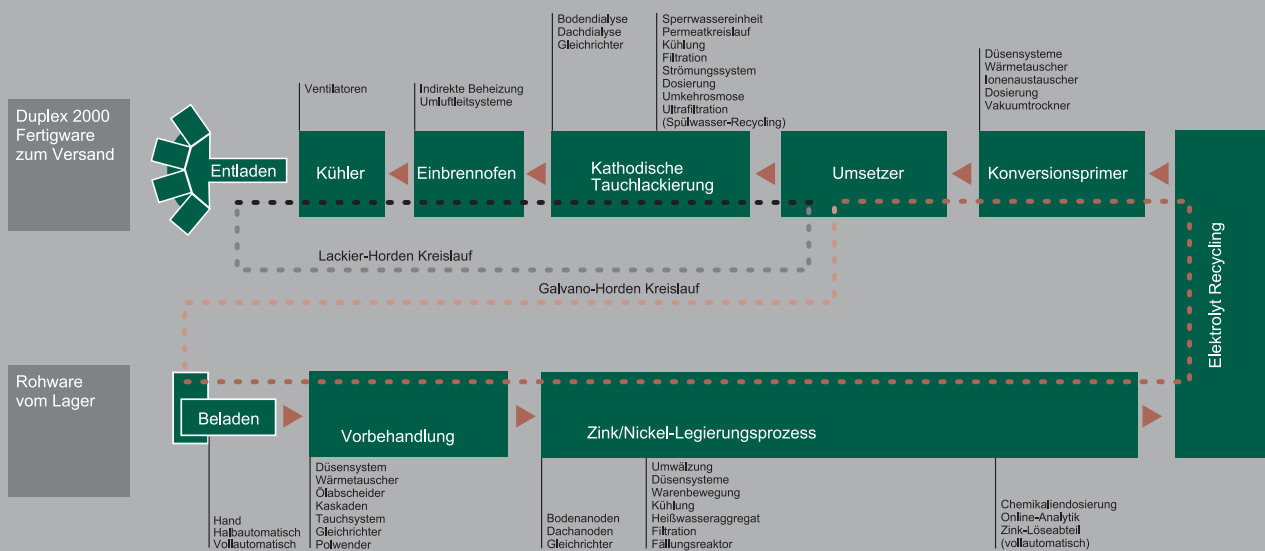 Bodendialyse
Dachdialyse
Gleichrichter
Sperrwassereinheit
Permeatkreislauf
Kühlung
Filtration
Strömungssystem
Dosierung
Umkehrosmose
Ultrafiltration
(Spülwasser-Recycling)
Düsensysteme
Wärmetauscher
Ionenaustauscher
Dosierung
Vakuumtrockner
Ventilatoren
Indirekte Beheizung
Umluftleitsysteme
Duplex 2000
Fertigware
zum Versand
Entladen
Kühler
Einbrennofen
Kathodische
Tauchlackierung
Umsetzer
Konversionsprimer
Lackier-Horden Kreislauf
Galvano-Horden Kreislauf
Elektrolyt Recycling
Rohware
vom Lager
Beladen
Vorbehandlung
Zink/Nickel-Legierungsprozess
Hand
Halbautomatisch
Vollautomatisch
Düsensystem
Wärmetauscher
Ölabscheider
Kaskaden
Tauchsystem
Gleichrichter
Polwender
Bodenanoden
Dachanoden
Gleichrichter
Umwälzung
Düsensysteme
Warenbewegung
Kühlung
Heißwasseraggregat
Filtration
Fällungsreaktor
Chemikaliendosierung
Online-Analytik
Zink-Löseabteil
(vollautomatisch)